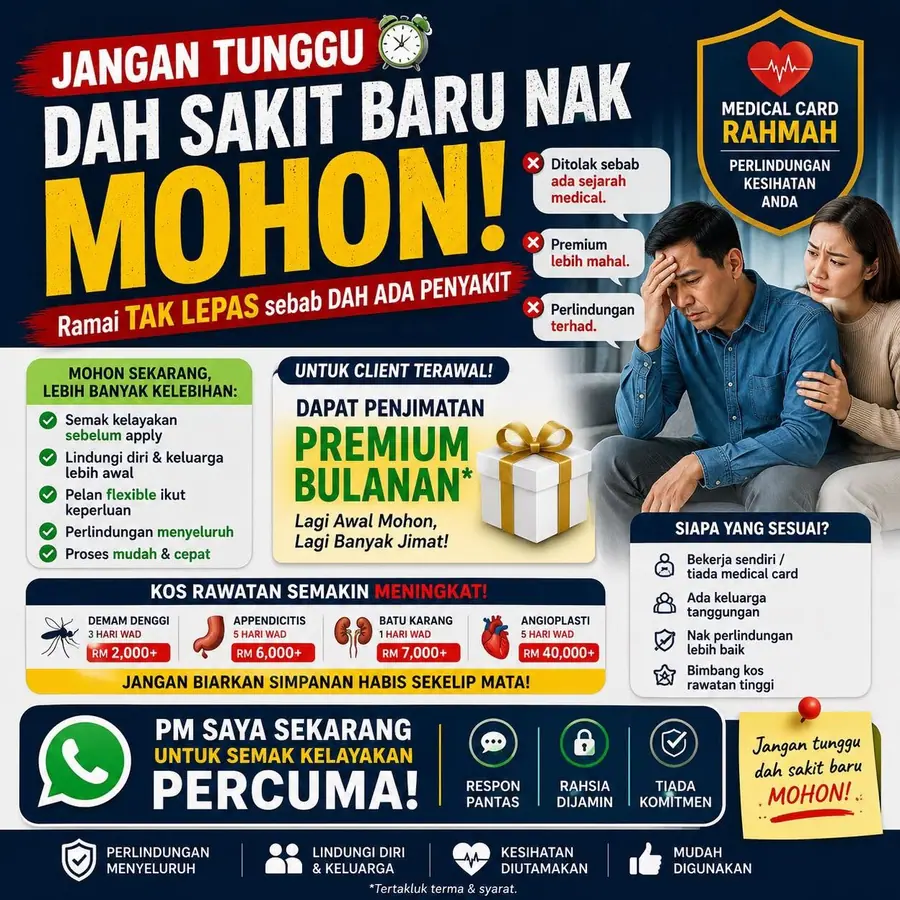 JANGAN TUNGGU
DAH SAKIT BARU NAK
MOHON!
Ramai TAK LEPAS sebab DAH ADA PENYAKIT
MEDICAL CARD
RAHMAH
PERLINDUNGAN
KESIHATAN
ANDA
Ditolak sebab
ada sejarah
medical.
Premium
lebih mahal.
Perlindungan
terhad.
MOHON SEKARANG,
LEBIH BANYAK KELEBIHAN:
Semak kelayakan
sebelum apply
Lindungi diri & keluarga
lebih awal
Pelan flexible ikut
keperluan
Perlindungan menyeluruh
Proses mudah & cepat
UNTUK CLIENT TERAWAL!
DAPAT PENJIMATAN
PREMIUM
BULANAN*
Lagi Awal Mohon,
Lagi Banyak Jimat!
SIAPA YANG SESUAI?
Bekerja sendiri /
tiada medical card
Ada keluarga
tanggungan
Nak perlindungan
lebih baik
Bimbang kos
rawatan tinggi
KOS RAWATAN SEMAKIN MENINGKAT!
DEMAM DENGGI
3 HARI WAD
RM 2,000+
APPENDICITIS
5 HARI WAD
RM 6,000+
BATU KARANG
1 HARI WAD
RM 7,000+
ANGIOPLASTI
5 HARI WAD
RM 40,000+
JANGAN BIARKAN SIMPANAN HABIS SEKELIP MATA!
PM SAYA SEKARANG
UNTUK SEMAK KELAYAKAN
PERCUMA!
RESPON
PANTAS
RAHSIA
DIJAMIN
TIADA
KOMITMEN
Jangan tunggu
dah sakit baru
MOHON!
PERLINDUNGAN
MENYELURUH
LINDUNGI DIRI
& KELUARGA
KESIHATAN
DIUTAMAKAN
MUDAH
DIGUNAKAN
*Tertakluk terma & syarat.